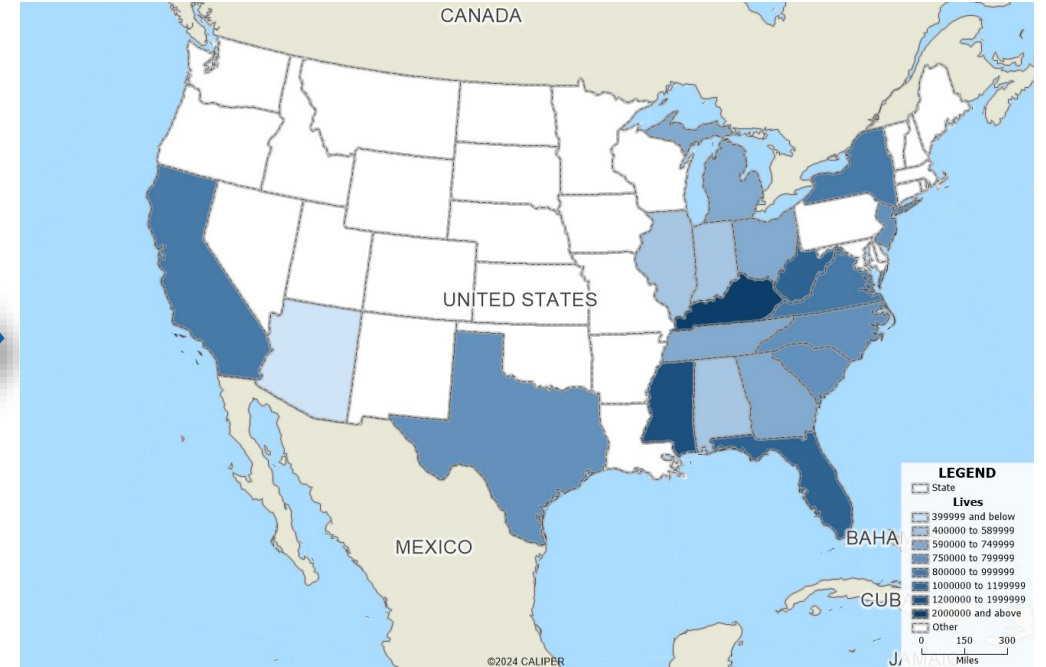 CANADA
UNITED STATES
MEXICO
BAHA
CUB
JAMAIC
LEGEND
State
Lives
399999 and below
400000 to 589999
590000 to 749999
750000 to 799999
800000 to 999999
1000000 to 1199999
1200000 to 1999999
2000000 and above
Other
0 150 300
Miles
©2024 CALIPER